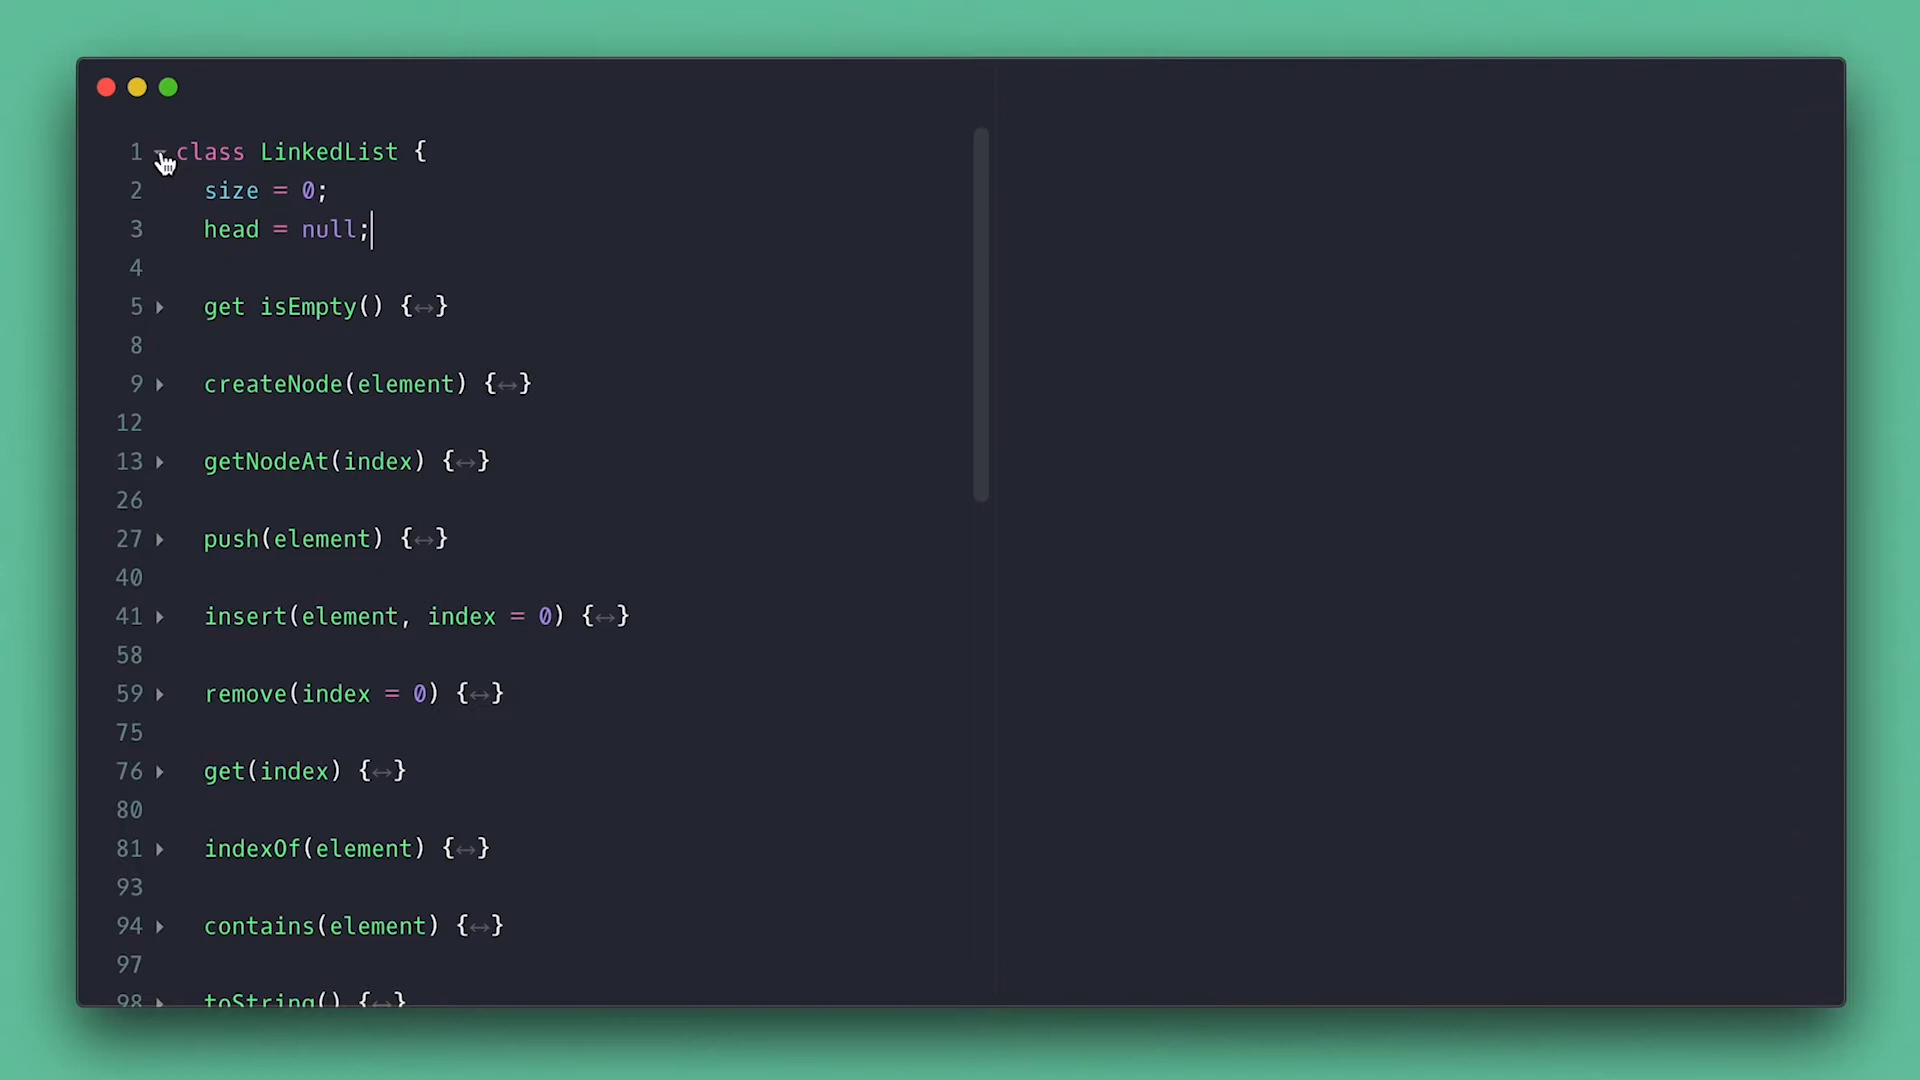 1 class LinkedList {
2 size = 0;
3 head = null;
4
5 get isEmpty() {↔}
8
9 createNode(element) {↔}
12
13 getNodeAt(index) {↔}
26
27 push(element) {↔}
40
41 insert(element, index = 0) {↔}
58
59 remove(index = 0) {↔}
75
76 get(index) {↔}
80
81 indexOf(element) {↔}
93
94 contains(element) {↔}
97
98 toString() {↔}